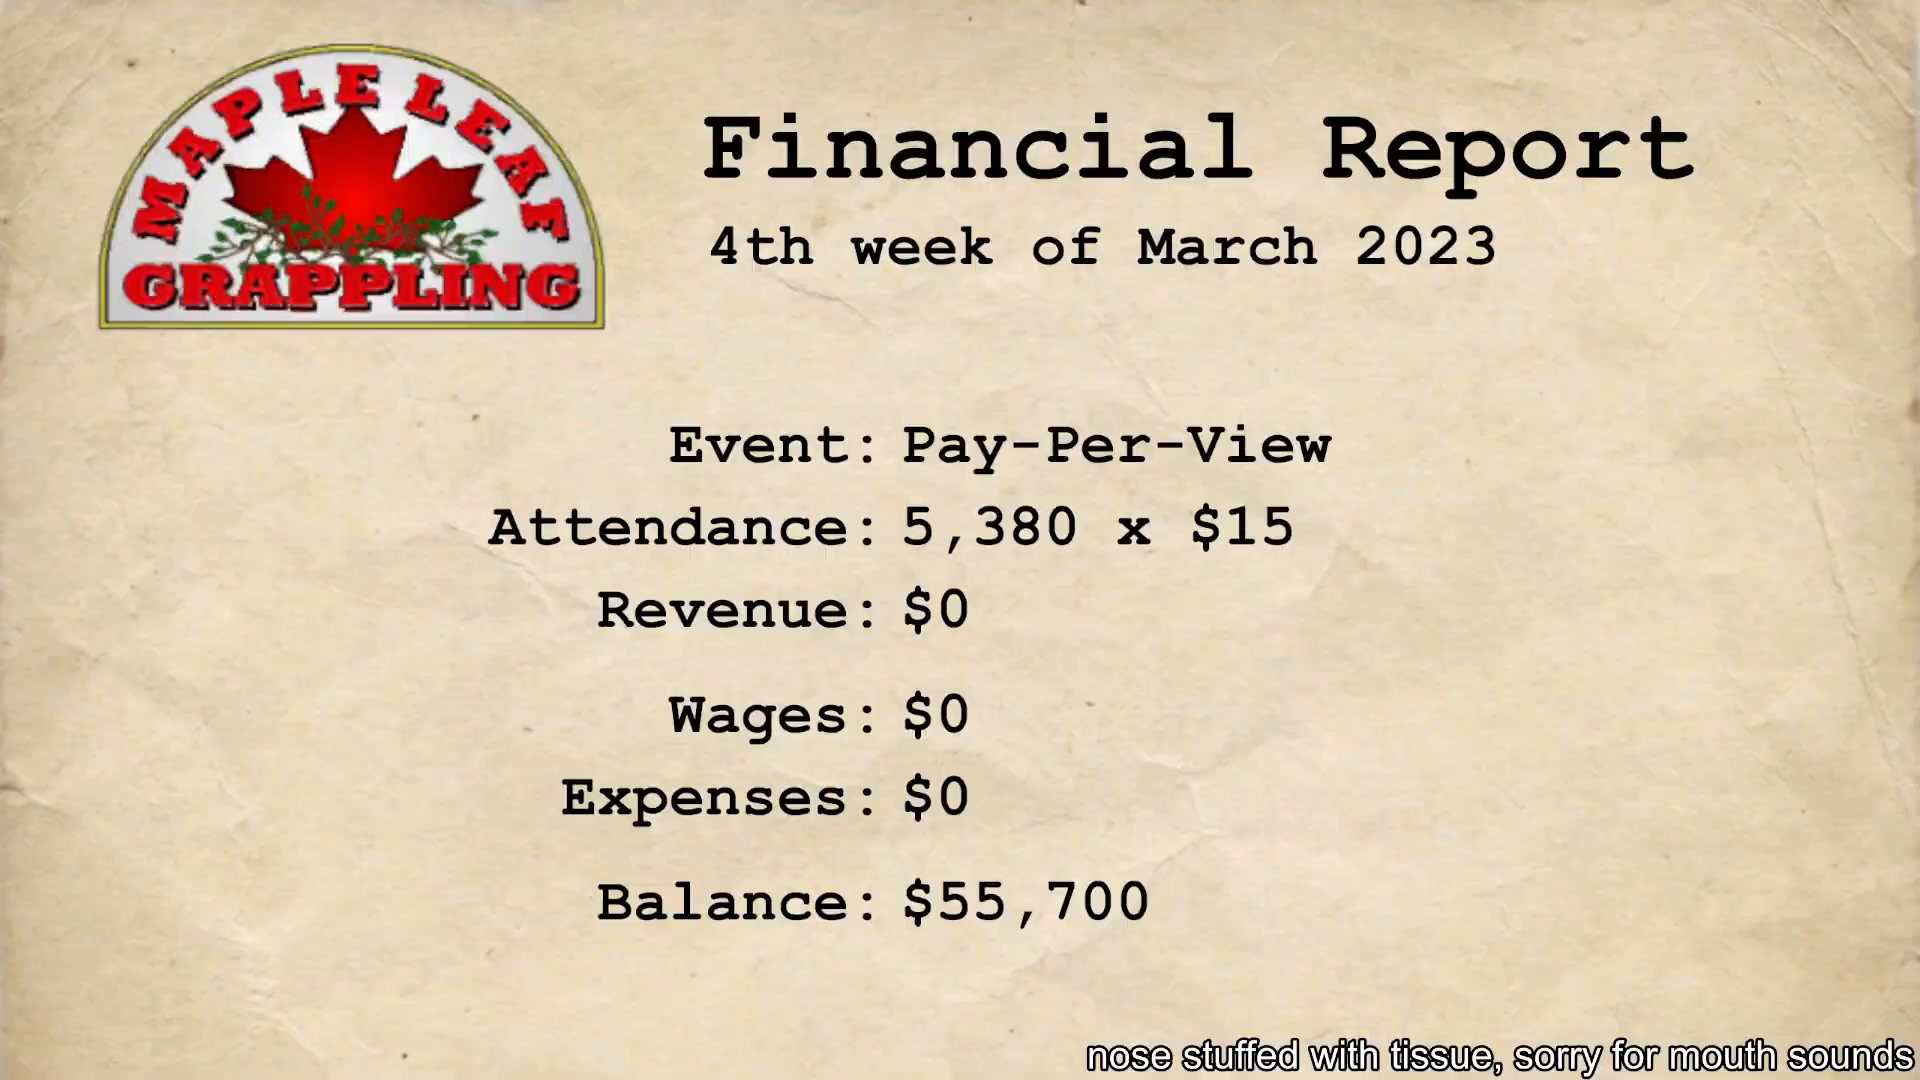 MAPLE LEAF
GRAPPLING
Financial Report
4th week of March 2023
Event: Pay-Per-View
Attendance: 5,380 x $15
Revenue: $0
Wages: $0
Expenses: $0
Balance: $55,700
nose stuffed with tissue, sorry for mouth sounds